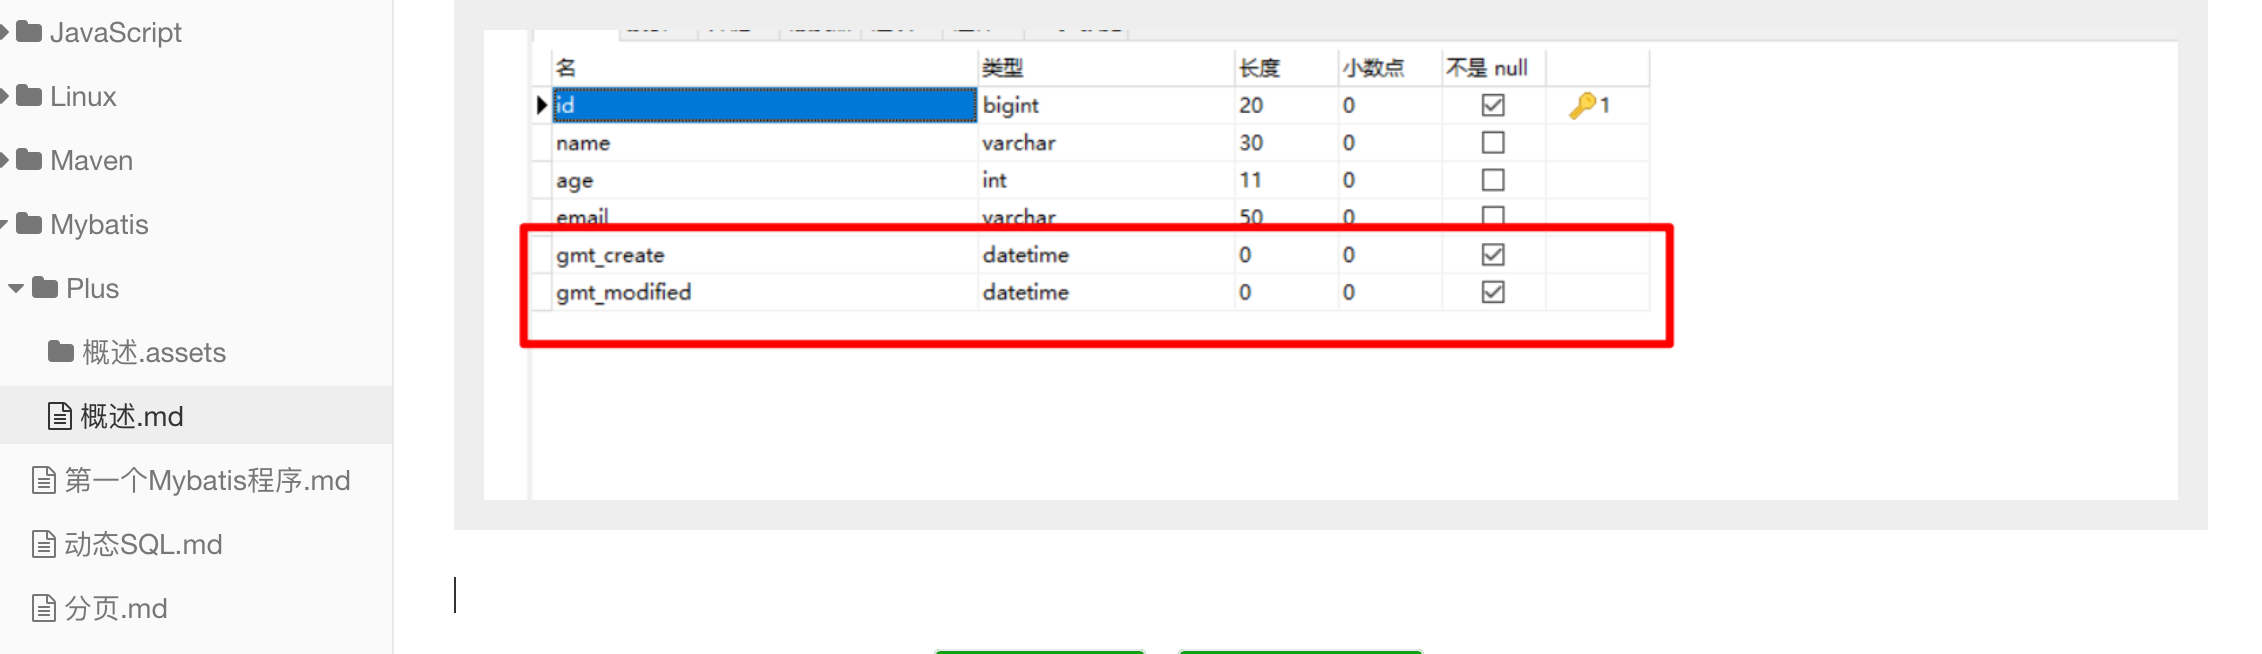 JavaScript
Linux
Maven
Mybatis
Plus
概述.assets
概述.md
第一个Mybatis程序.md
动态SQL.md
分页.md
名 类型 长度 小数点 不是 null
id bigint 20 0 1
name varchar 30 0
age int 11 0
email varchar 50 0
gmt_create datetime 0 0
gmt_modified datetime 0 0